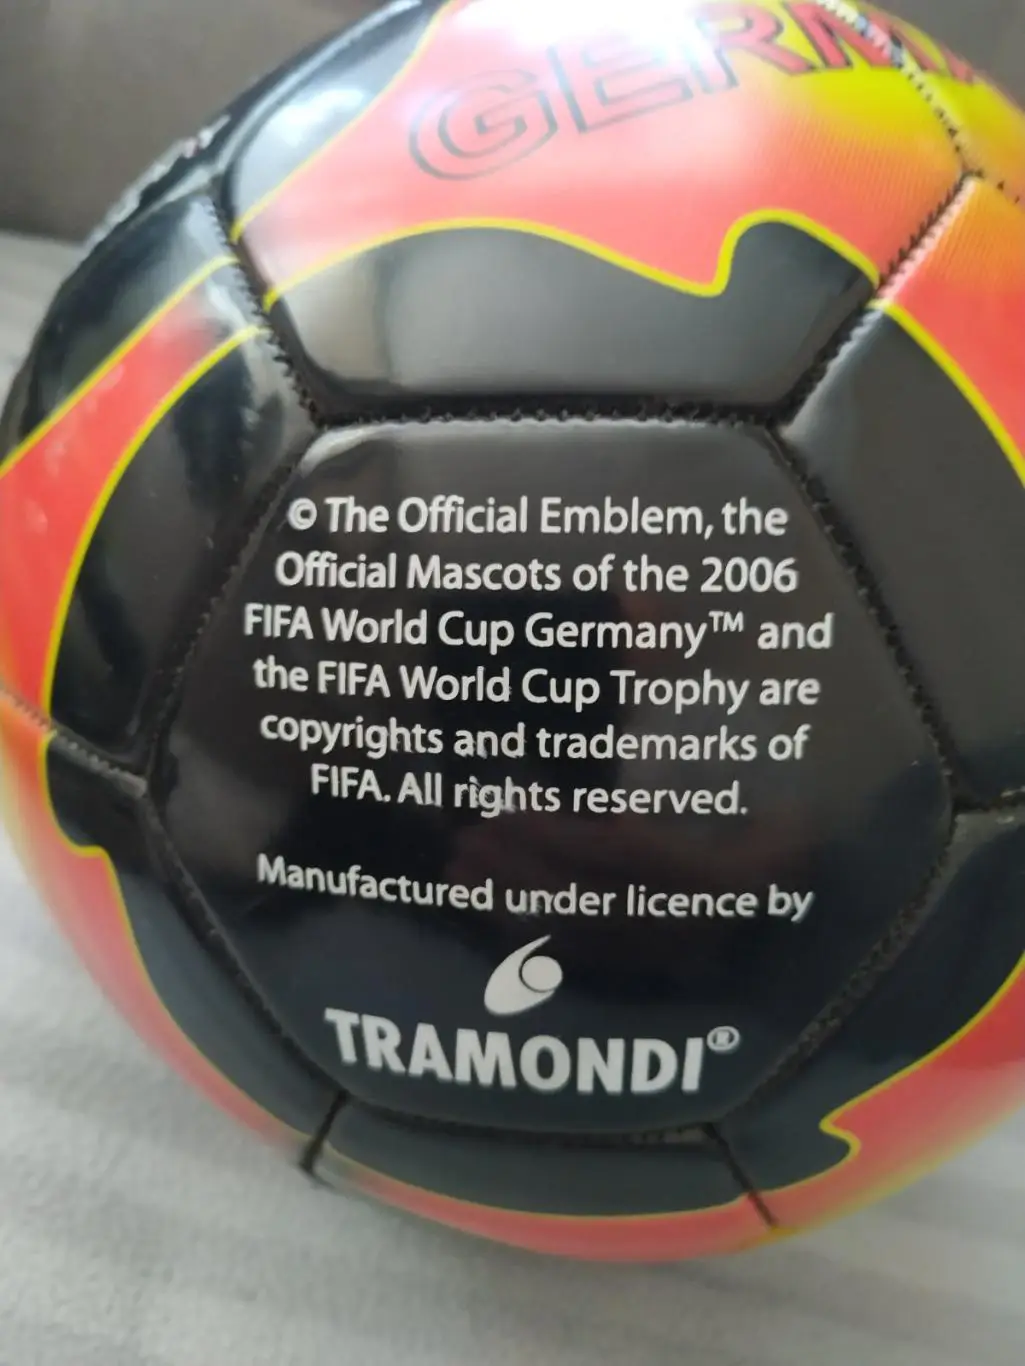 GERMA
© The Official Emblem, the
Official Mascots of the 2006
FIFA World Cup Germany™ and
the FIFA World Cup Trophy are
copyrights and trademarks of
FIFA. All rights reserved.
Manufactured under licence by
TRAMONDI®